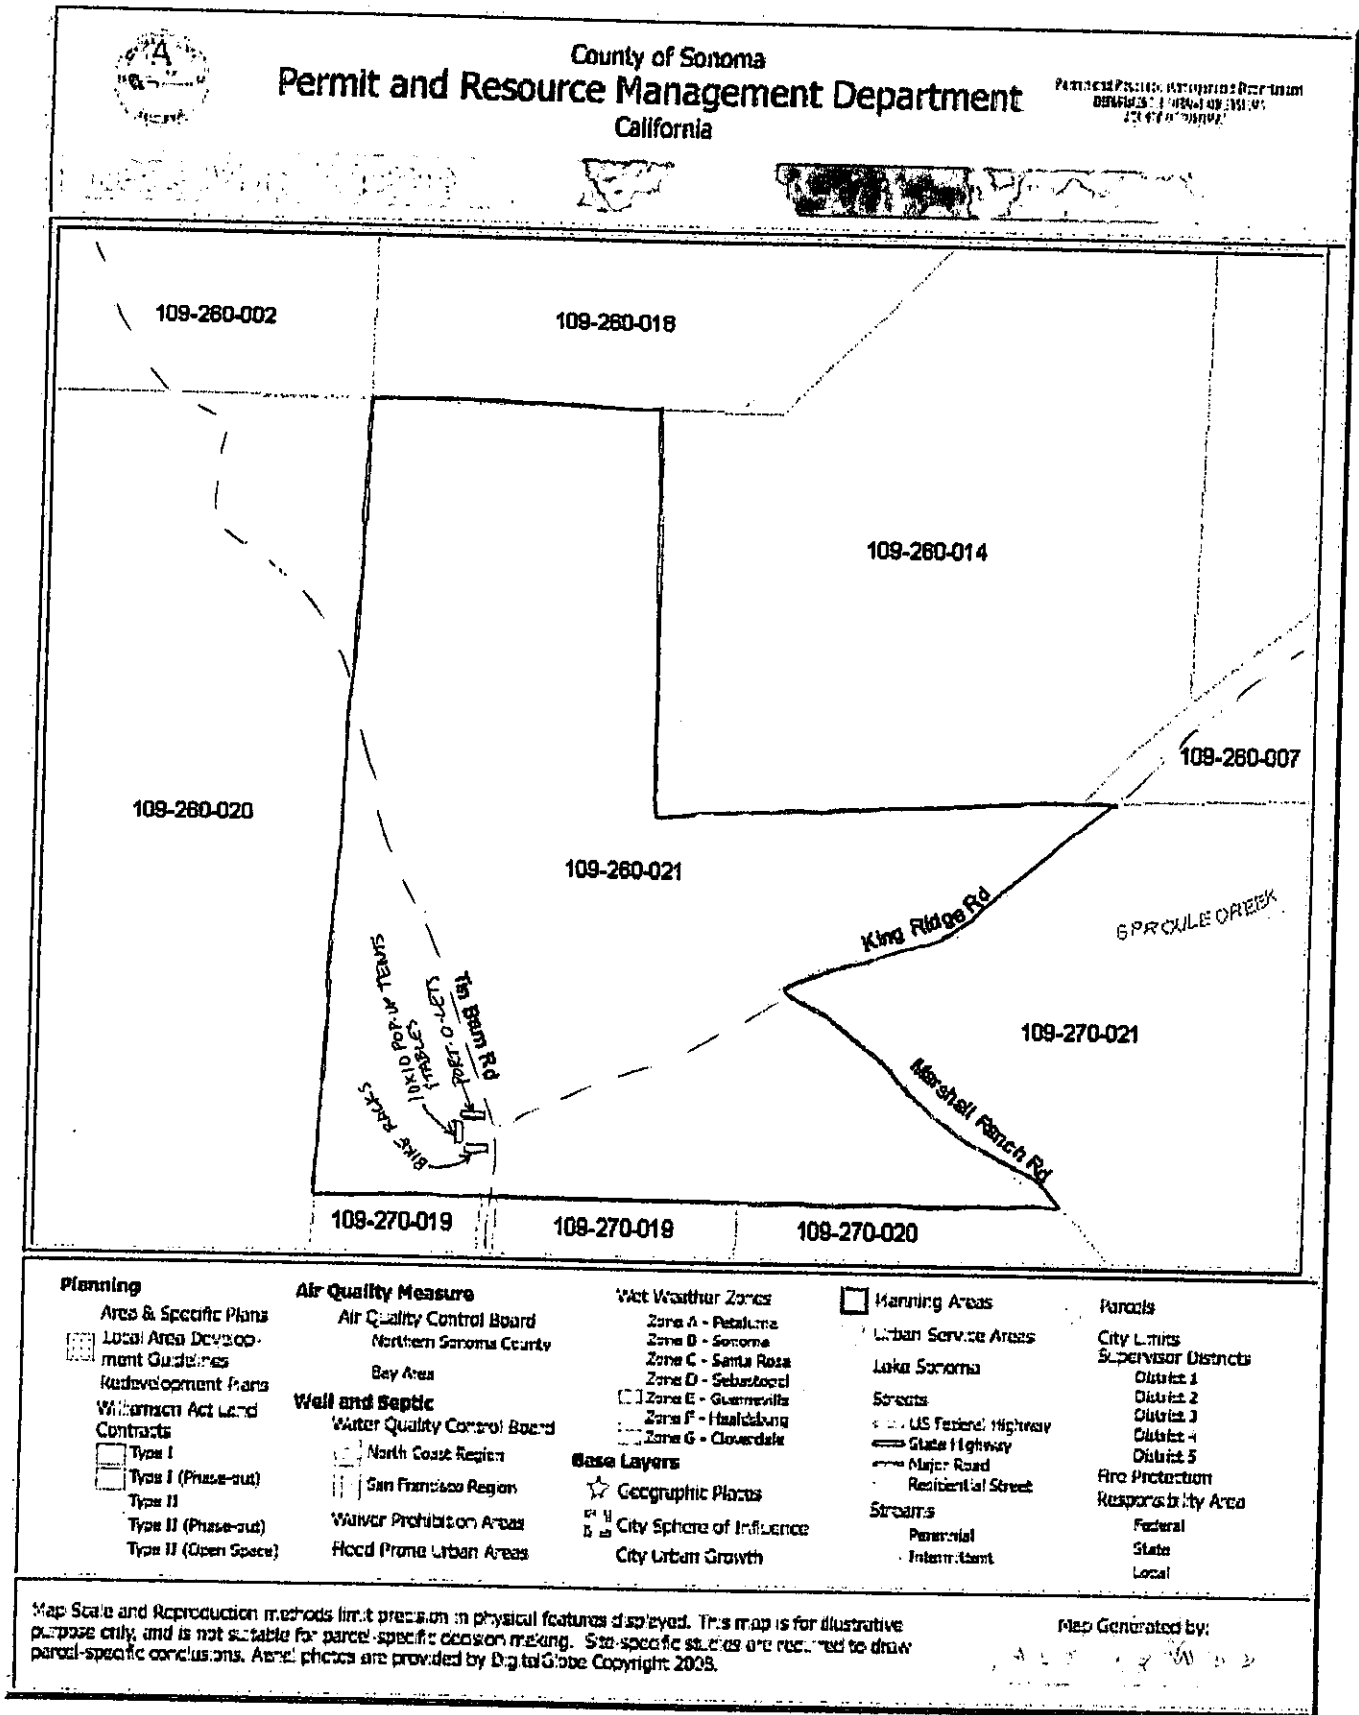 County of Sonoma
Permit and Resource Management Department
California
109-260-002
109-260-018
109-260-014
109-260-007
109-260-020
109-260-021
King Ridge Rd
SPROULE CREEK
109-270-021
Tin Barn Rd
PORT-O-LETS
10X10 POP-UP TENTS
& TABLES
BIKE RACKS
Marshall Ranch Rd
109-270-019
109-270-019
109-270-020
Planning
Area & Specific Plans
Local Area Develop-
ment Guidelines
Redevelopment Plans
Williamson Act Land
Contracts
Type I
Type I (Phase-out)
Type II
Type II (Phase-out)
Type II (Open Space)
Air Quality Measure
Air Quality Control Board
Northern Sonoma County
Bay Area
Well and Septic
Water Quality Control Board
North Coast Region
San Francisco Region
Waiver Prohibition Areas
Flood Prone Urban Areas
Wet Weather Zones
Zone A - Petaluma
Zone B - Sonoma
Zone C - Santa Rosa
Zone D - Sebastopol
Zone E - Guerneville
Zone F - Healdsburg
Zone G - Cloverdale
Base Layers
Geographic Places
City Sphere of Influence
City Urban Growth
Planning Areas
Urban Service Areas
Lake Sonoma
Streets
US Federal Highway
State Highway
Major Road
Residential Street
Streams
Perennial
Intermittent
Parcels
City Limits
Supervisor Districts
District 1
District 2
District 3
District 4
District 5
Fire Protection
Responsibility Area
Federal
State
Local
Map Scale and Reproduction methods limit precision in physical features displayed. This map is for illustrative
purpose only, and is not suitable for parcel-specific decision making. Site-specific studies are required to draw
parcel-specific conclusions. Aerial photos are provided by DigitalGlobe Copyright 2008.
Map Generated by: